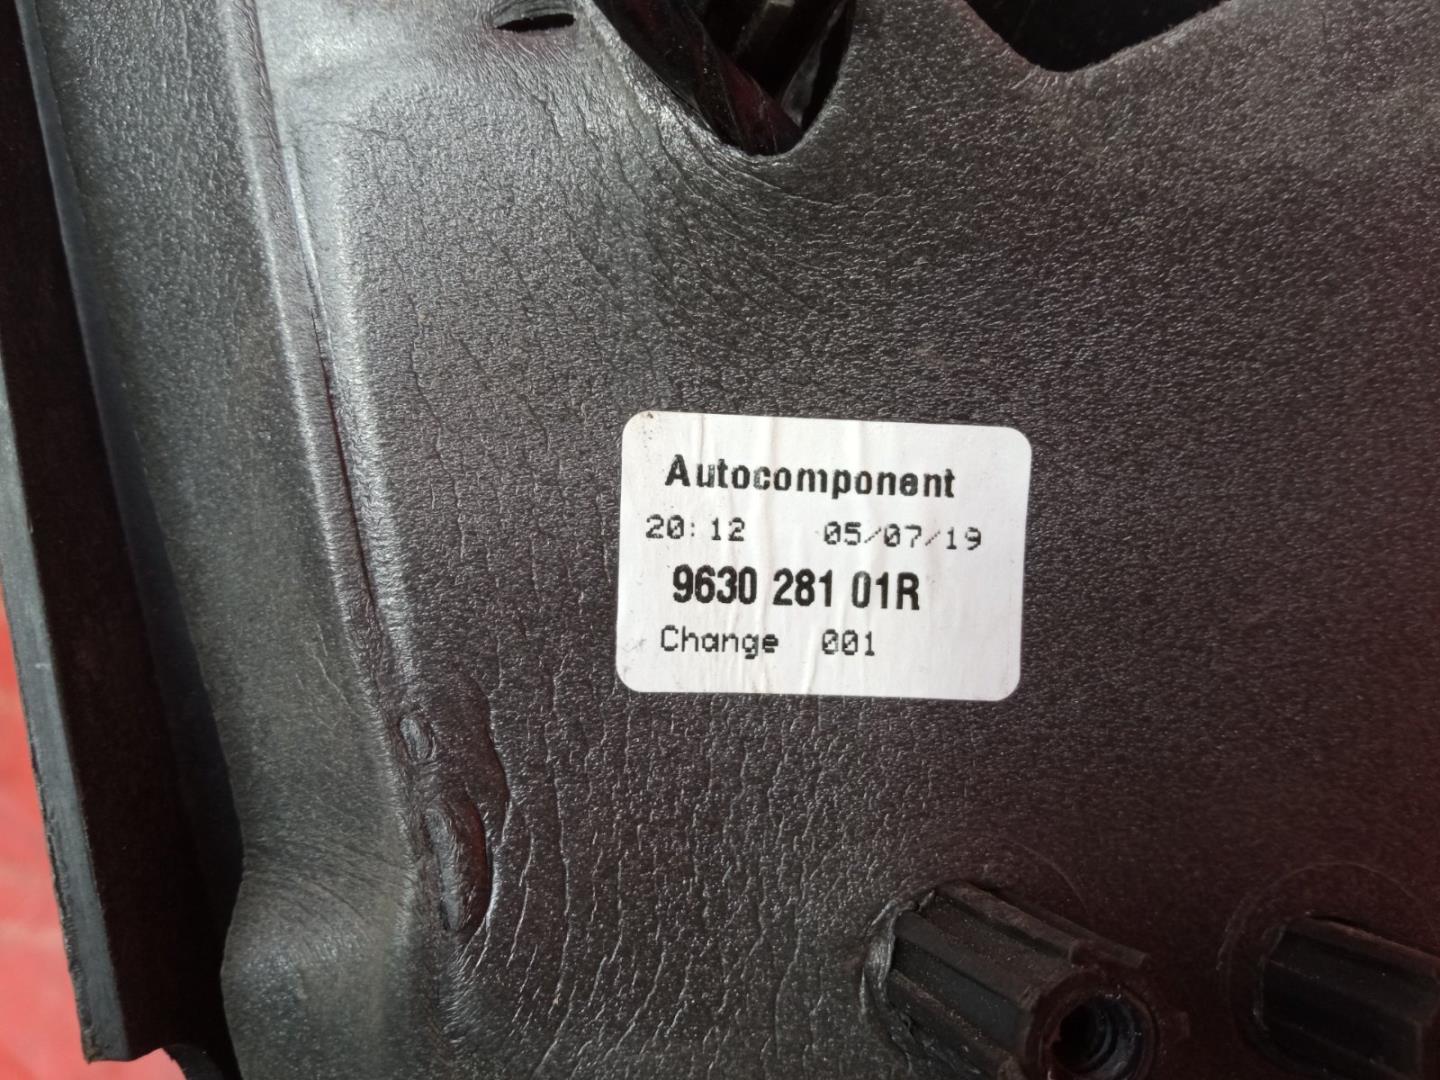 Autocomponent
20:12 05/07/19
9630 281 01R
Change 001